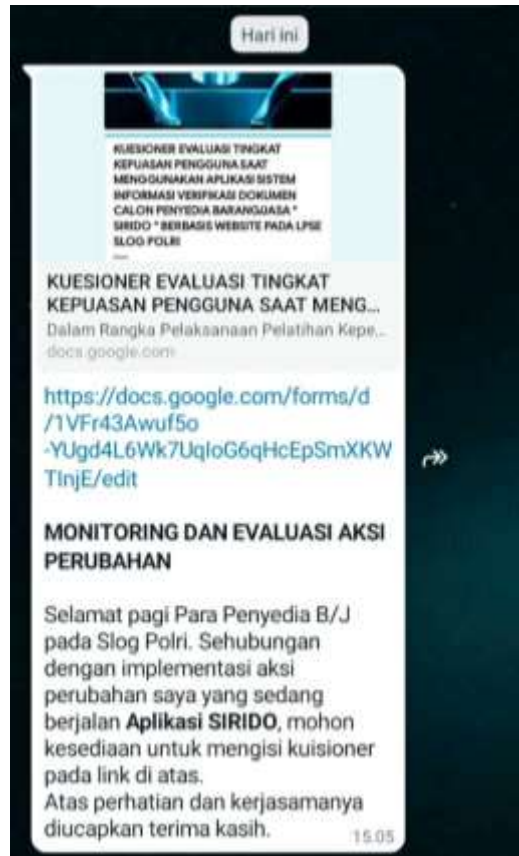 Hari ini
KUESIONER EVALUASI TINGKAT
KEPUASAN PENGGUNA SAAT
MENGGUNAKAN APLIKASI SISTEM
INFORMASI VERIFIKASI DOKUMEN
CALON PENYEDIA BARANG/JASA "
SIRIDO " BERBASIS WEBSITE PADA LPSE
SLOG POLRI
KUESIONER EVALUASI TINGKAT
KEPUASAN PENGGUNA SAAT MENG...
Dalam Rangka Pelaksanaan Pelatihan Kepe...
docs.google.com
https://docs.google.com/forms/d
/1VFr43Awuf5o
-YUgd4L6Wk7UqIoG6qHcEpSmXKW
TInjE/edit
MONITORING DAN EVALUASI AKSI
PERUBAHAN
Selamat pagi Para Penyedia B/J
pada Slog Polri. Sehubungan
dengan implementasi aksi
perubahan saya yang sedang
berjalan Aplikasi SIRIDO, mohon
kesediaan untuk mengisi kuisioner
pada link di atas.
Atas perhatian dan kerjasamanya
diucapkan terima kasih.
15.05